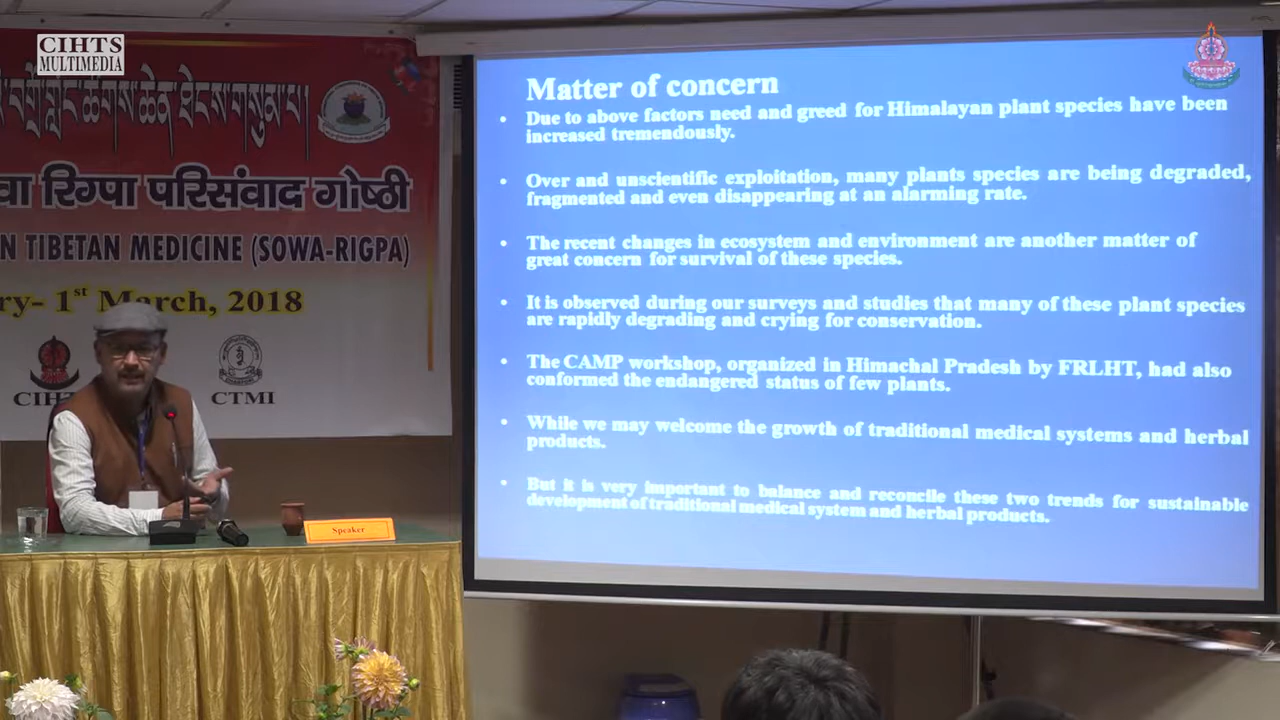 CIHTS
MULTIMEDIA
रिग्पा परिसंवाद गोष्ठी
N TIBETAN MEDICINE (SOWA-RIGPA)
ry- 1st March, 2018
CTMI
Speaker
Matter of concern
• Due to above factors need and greed for Himalayan plant species have been
increased tremendously.
• Over and unscientific exploitation, many plants species are being degraded,
fragmented and even disappearing at an alarming rate.
• The recent changes in ecosystem and environment are another matter of
great concern for survival of these species.
• It is observed during our surveys and studies that many of these plant species
are rapidly degrading and crying for conservation.
• The CAMP workshop, organized in Himachal Pradesh by FRLHT, had also
conformed the endangered status of few plants.
• While we may welcome the growth of traditional medical systems and herbal
products.
• But it is very important to balance and reconcile these two trends for sustainable
development of traditional medical system and herbal products.